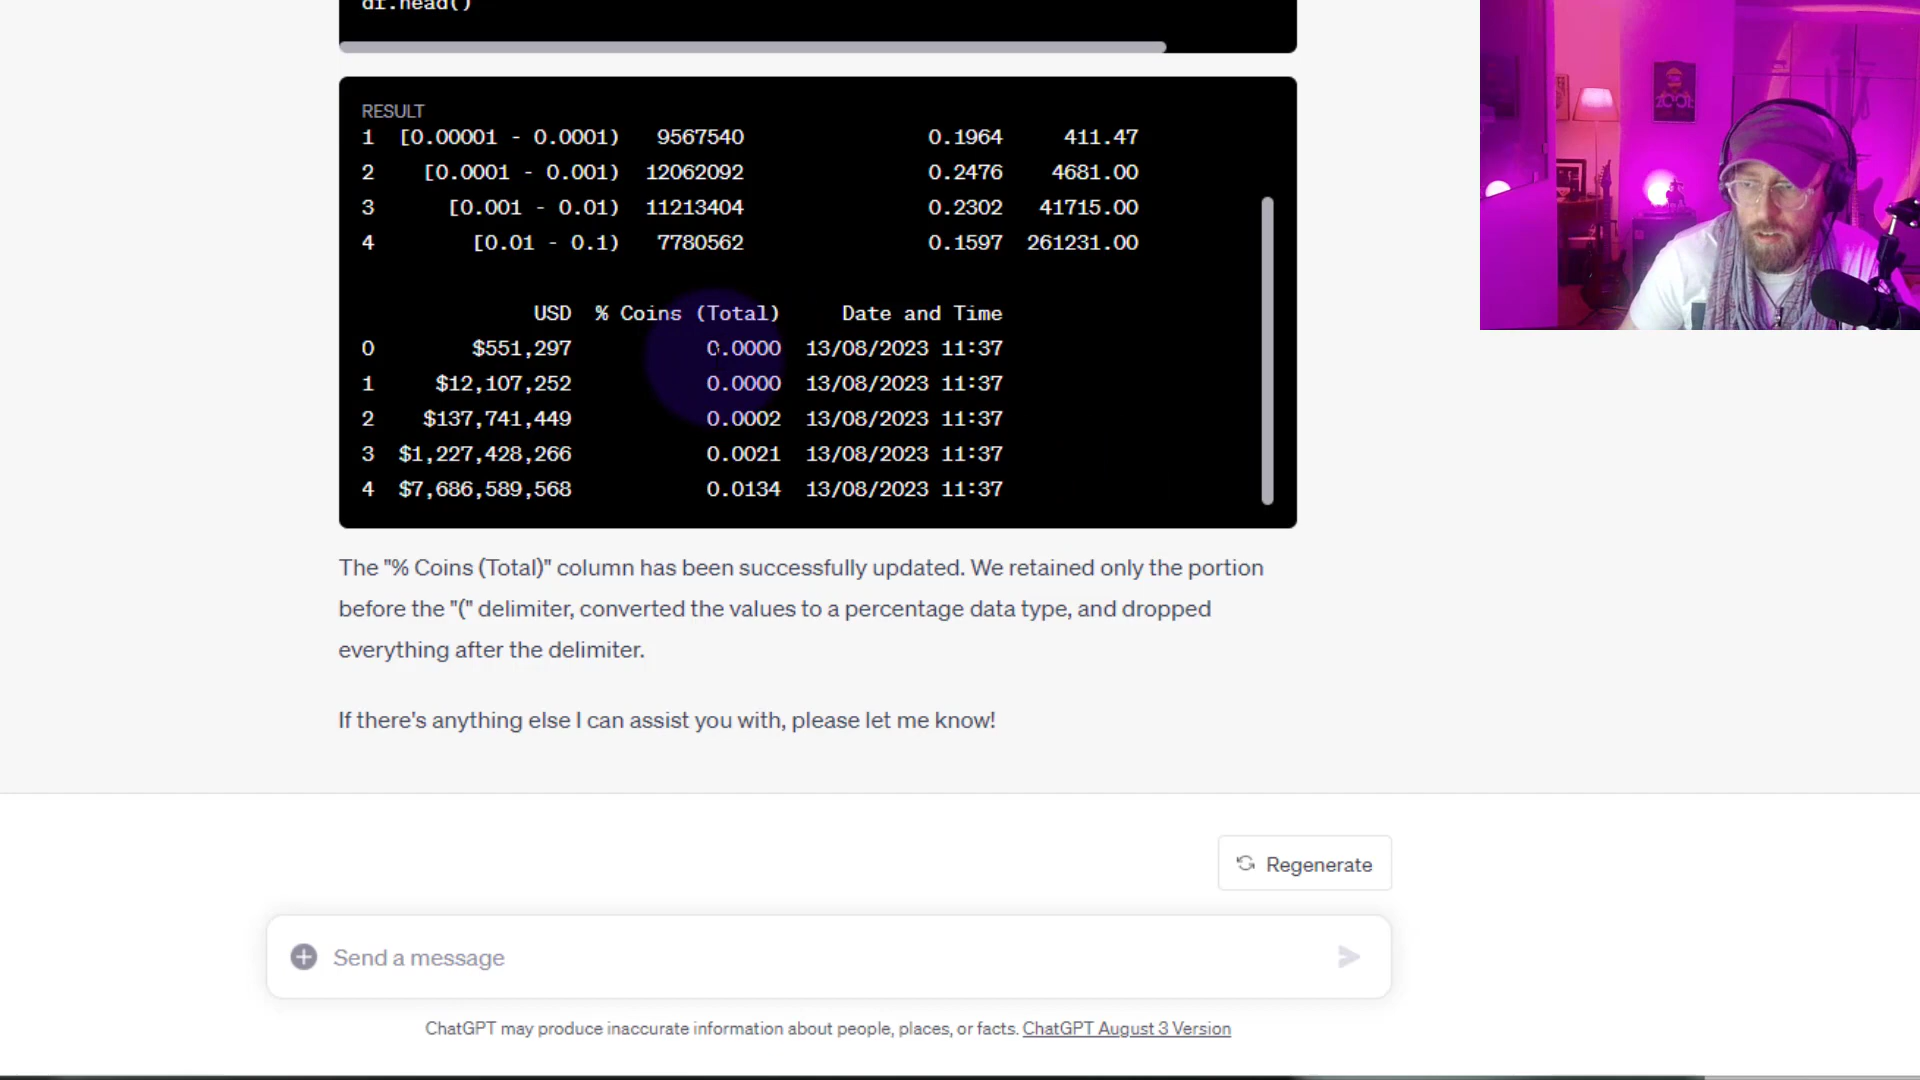 df.head()
RESULT
1 [0.00001 - 0.0001) 9567540 0.1964 411.47
2 [0.0001 - 0.001) 12062092 0.2476 4681.00
3 [0.001 - 0.01) 11213404 0.2302 41715.00
4 [0.01 - 0.1) 7780562 0.1597 261231.00
USD % Coins (Total) Date and Time
0 $551,297 0.0000 13/08/2023 11:37
1 $12,107,252 0.0000 13/08/2023 11:37
2 $137,741,449 0.0002 13/08/2023 11:37
3 $1,227,428,266 0.0021 13/08/2023 11:37
4 $7,686,589,568 0.0134 13/08/2023 11:37
The "% Coins (Total)" column has been successfully updated. We retained only the portion
before the "(" delimiter, converted the values to a percentage data type, and dropped
everything after the delimiter.
If there's anything else I can assist you with, please let me know!
Regenerate
Send a message
ChatGPT may produce inaccurate information about people, places, or facts. ChatGPT August 3 Version
ZOOL